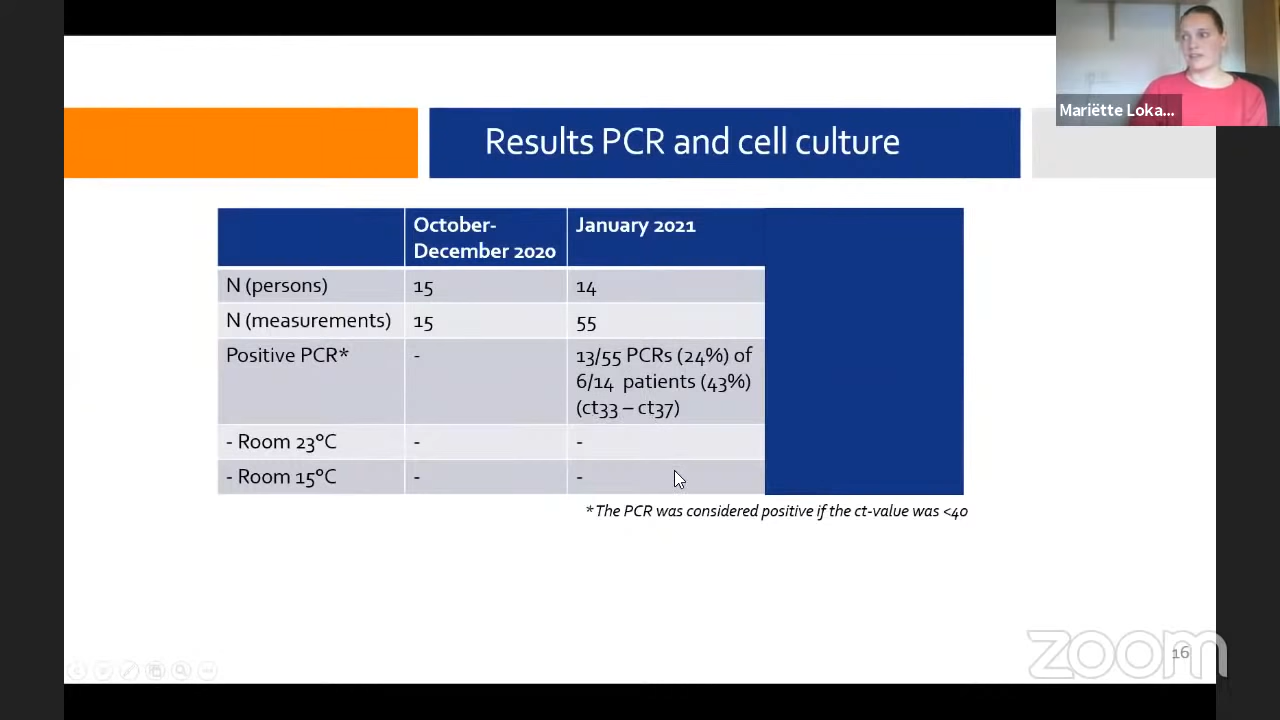 Mariëtte Loka...
Results PCR and cell culture
October-
December 2020
January 2021
N (persons) 15 14
N (measurements) 15 55
Positive PCR* - 13/55 PCRs (24%) of
6/14 patients (43%)
(ct33 – ct37)
- Room 23°C - -
- Room 15°C - -
* The PCR was considered positive if the ct-value was <40
zoom
16